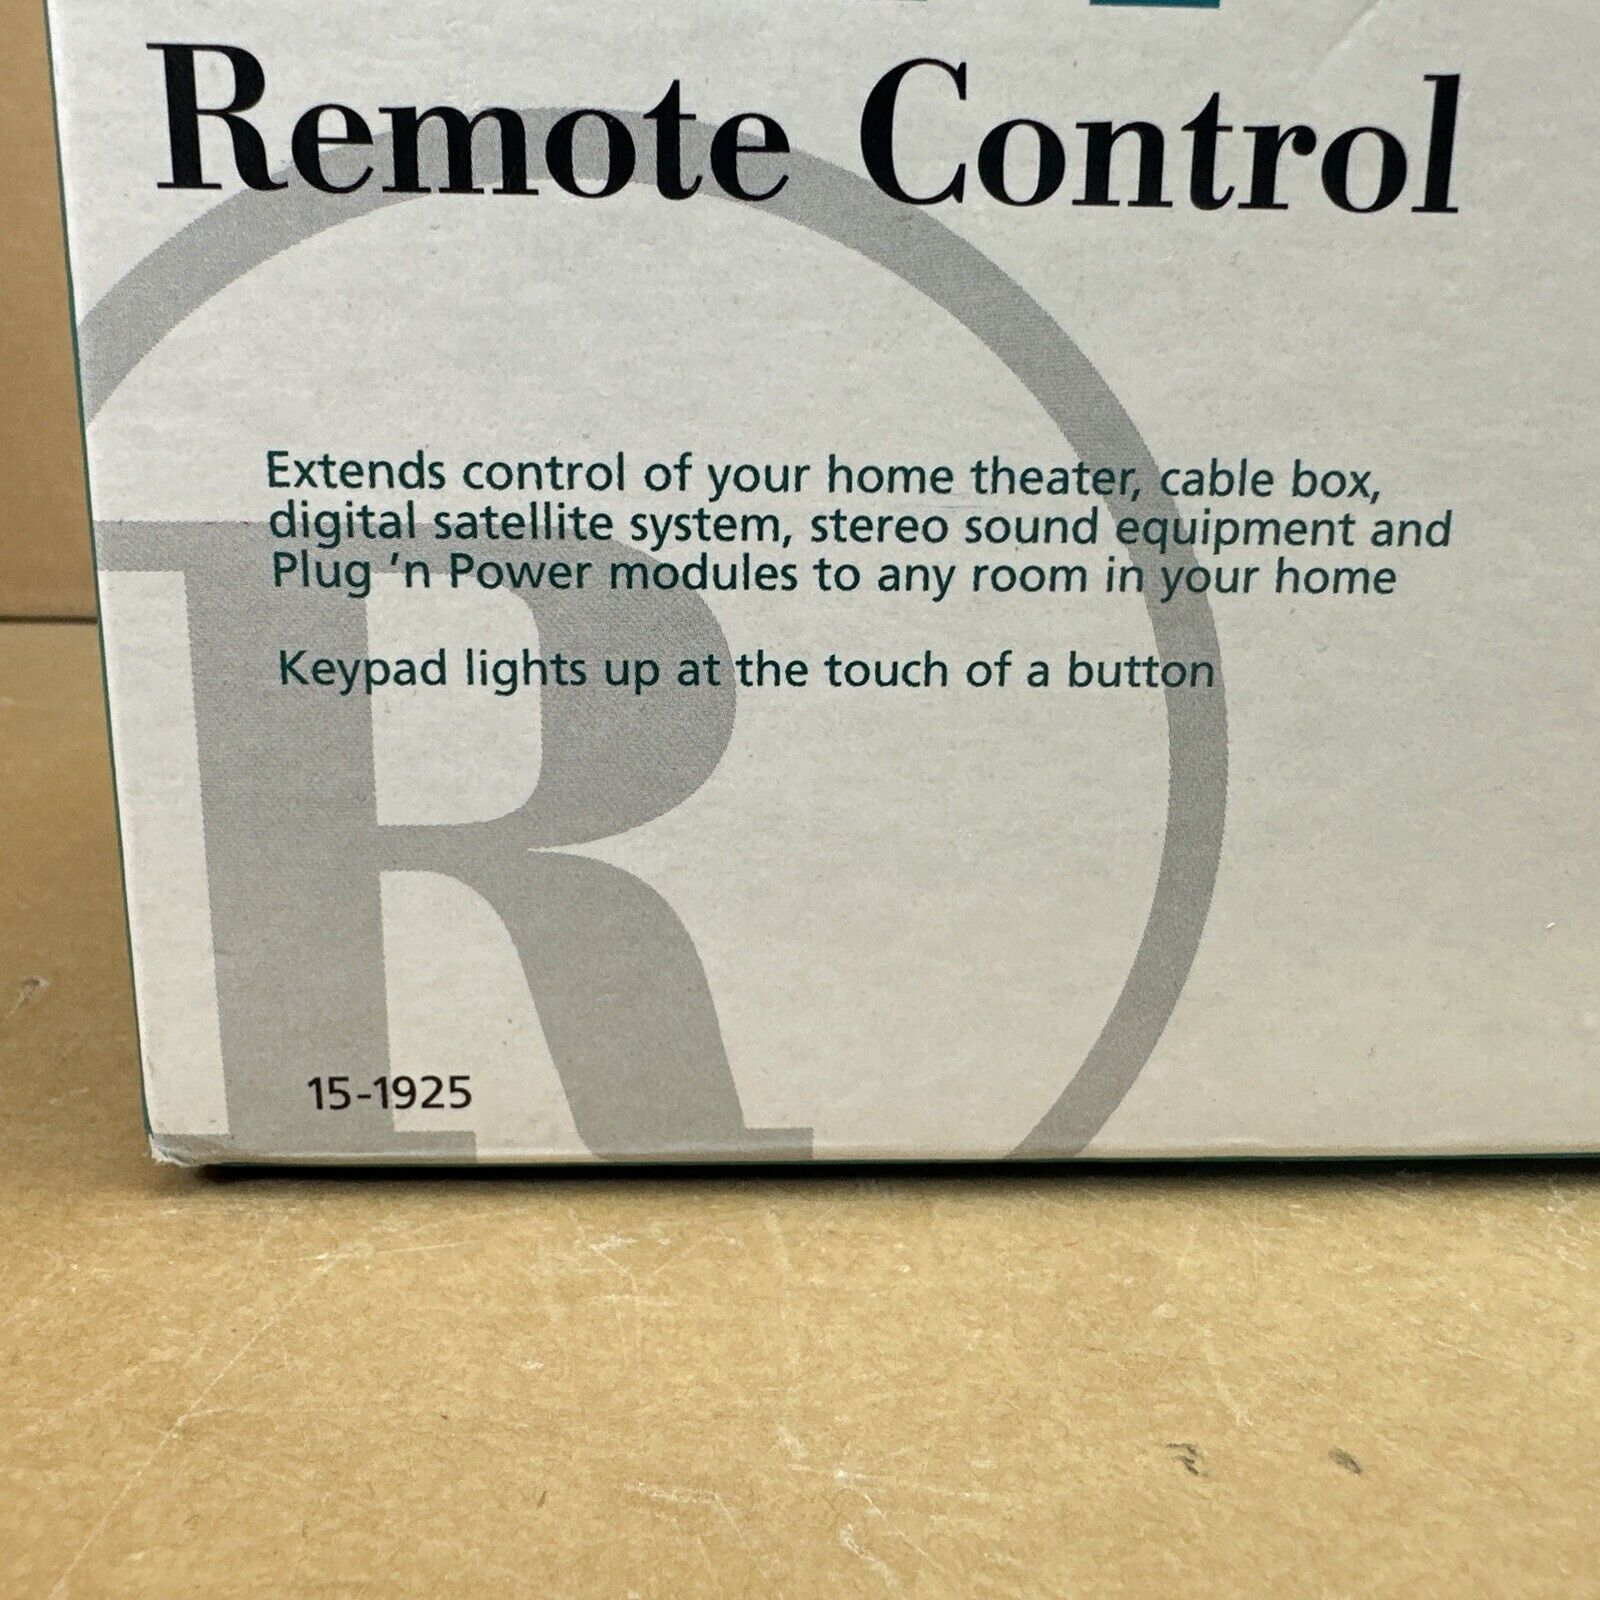 Remote Control
Extends control of your home theater, cable box,
digital satellite system, stereo sound equipment and
Plug 'n Power modules to any room in your home
Keypad lights up at the touch of a button
R
15-1925